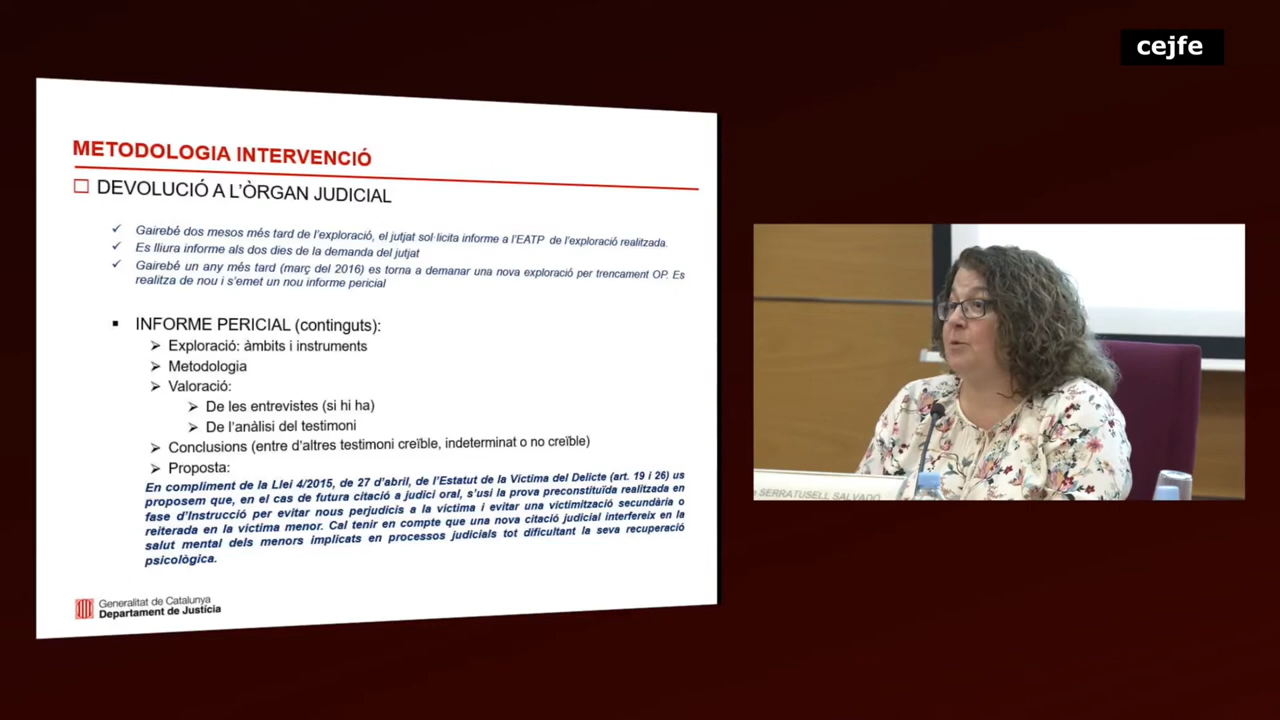 cejfe
METODOLOGIA INTERVENCIÓ
DEVOLUCIÓ A L'ÒRGAN JUDICIAL
Gairebé dos mesos més tard de l'exploració, el jutjat sol·licita informe a l'EATP de l'exploració realitzada.
Es lliura informe als dos dies de la demanda del jutjat
Gairebé un any més tard (març del 2016) es torna a demanar una nova exploració per trencament OP. Es
realitza de nou i s'emet un nou informe pericial
INFORME PERICIAL (continguts):
Exploració: àmbits i instruments
Metodologia
Valoració:
De les entrevistes (si hi ha)
De l'anàlisi del testimoni
Conclusions (entre d'altres testimoni creïble, indeterminat o no creïble)
Proposta:
En compliment de la Llei 4/2015, de 27 d'abril, de l'Estatut de la Víctima del Delicte (art. 19 i 26) us
proposem que, en el cas de futura citació a judici oral, s'usi la prova preconstituïda realitzada en
fase d'Instrucció per evitar nous perjudicis a la víctima i evitar una victimització secundària o
reiterada en la víctima menor. Cal tenir en compte que una nova citació judicial interfereix en la
salut mental dels menors implicats en processos judicials tot dificultant la seva recuperació
psicològica.
Generalitat de Catalunya
Departament de Justícia
SERRATUSELL SALVADO